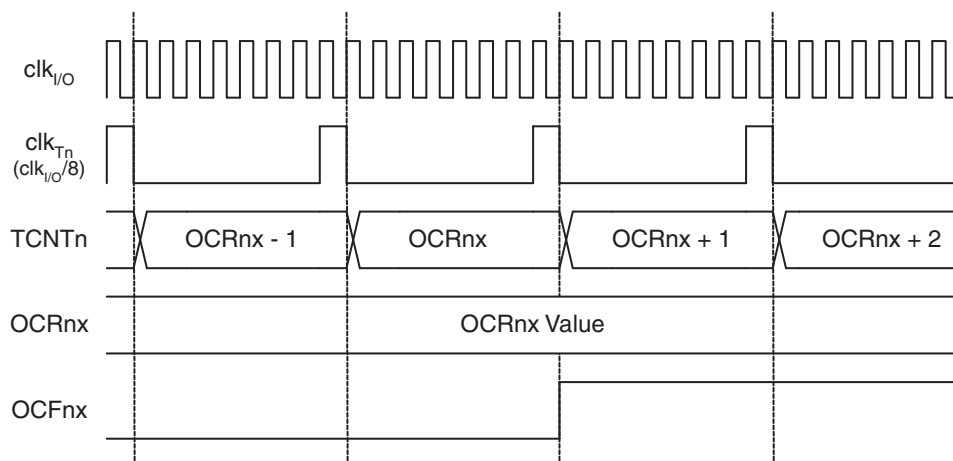 clkI/O
clkTn
(clkI/O/8)
TCNTn OCRnx - 1 OCRnx OCRnx + 1 OCRnx + 2
OCRnx OCRnx Value
OCFnx